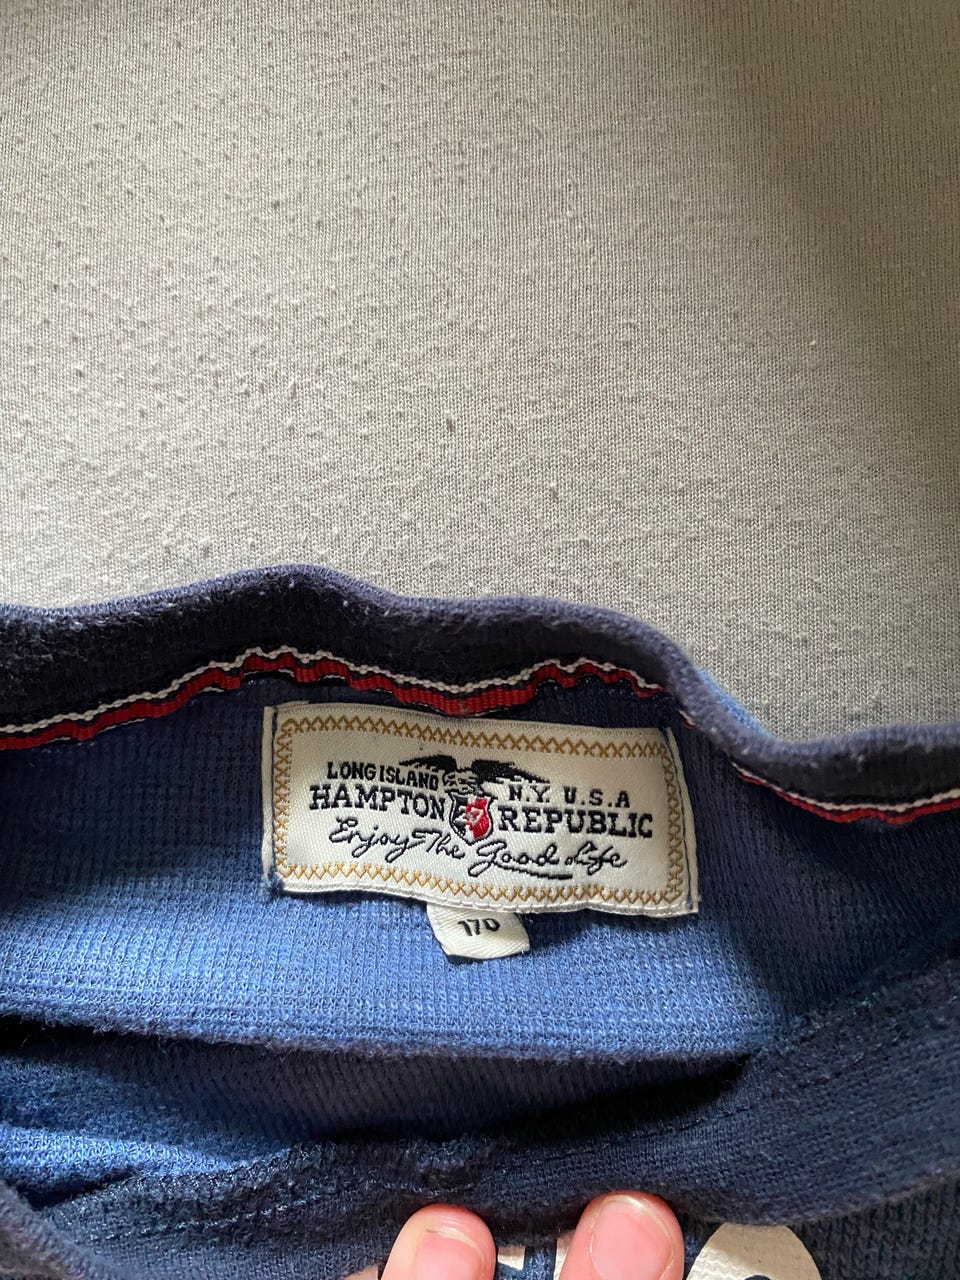 LONG ISLAND N.Y. U.S.A
HAMPTON REPUBLIC
Enjoy The Good Life
170